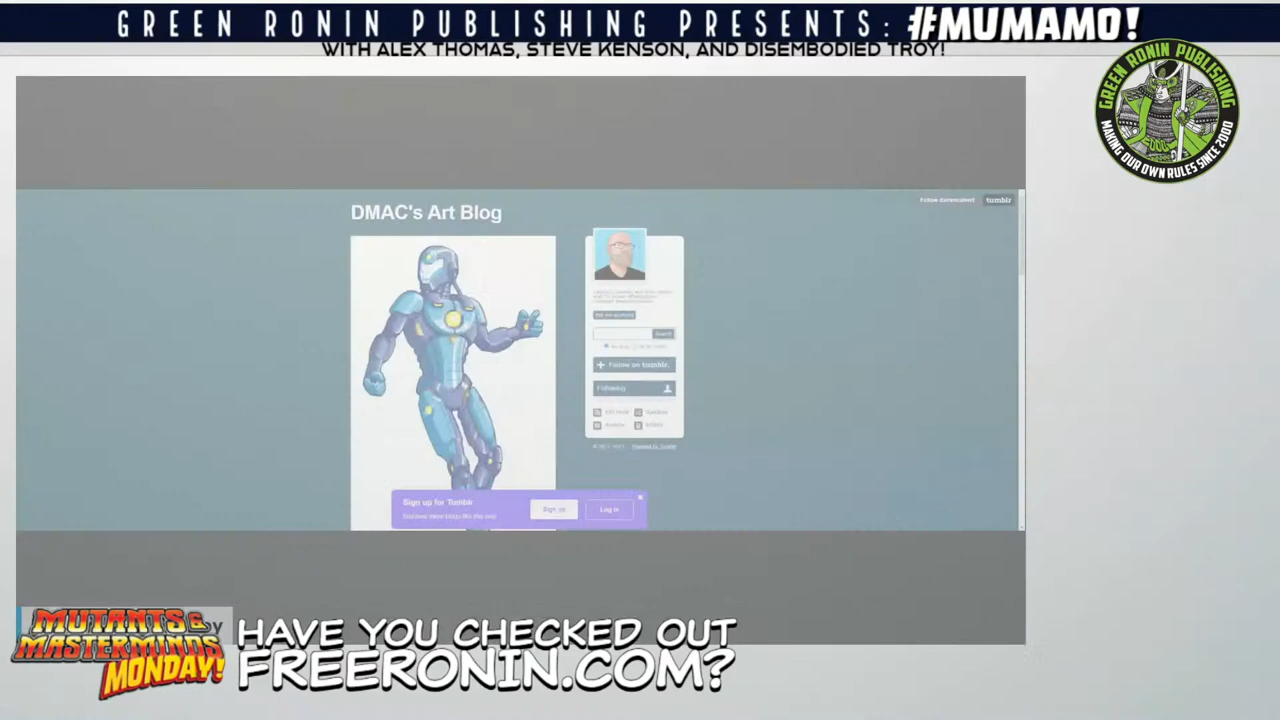 GREEN RONIN PUBLISHING PRESENTS: #MUMAMO!
WITH ALEX THOMAS, STEVE KENSON, AND DISEMBODIED TROY!
GREEN RONIN PUBLISHING
MAKING OUR OWN RULES SINCE 2000
tumblr
DMAC's Art Blog
Search
Follow on tumblr.
Following
Sign up for Tumblr
Sign up
Log in
MUTANTS &
MASTERMINDS
MONDAY!
HAVE YOU CHECKED OUT
FREERONIN.COM?